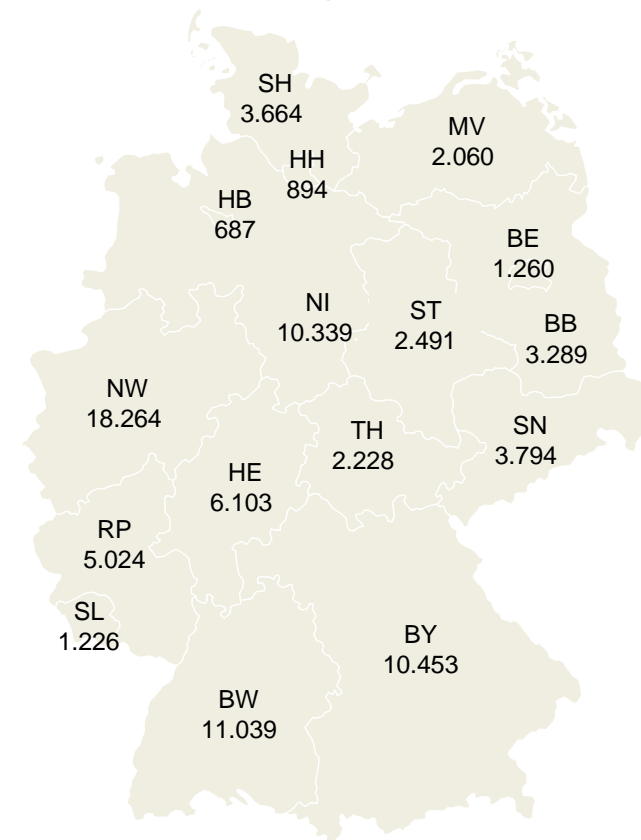 SH
3.664
MV
2.060
HH
894
HB
687
BE
1.260
NI
10.339
ST
2.491
BB
3.289
NW
18.264
TH
2.228
SN
3.794
HE
6.103
RP
5.024
SL
1.226
BY
10.453
BW
11.039